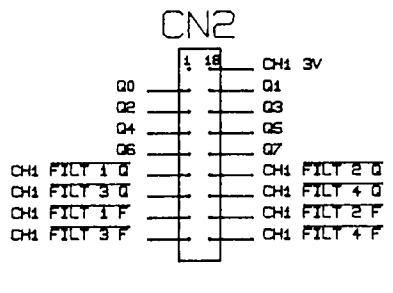 CN2
1 18 CH1 3V
Q0 Q1
Q2 Q3
Q4 Q5
Q6 Q7
CH1 FILT 1 Q CH1 FILT 2 Q
CH1 FILT 3 Q CH1 FILT 4 Q
CH1 FILT 1 F CH1 FILT 2 F
CH1 FILT 3 F CH1 FILT 4 F